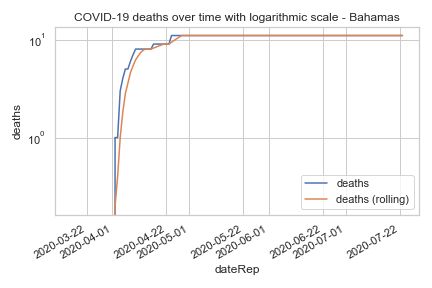 COVID-19 deaths over time with logarithmic scale - Bahamas
deaths
10¹
10⁰
deaths
deaths (rolling)
2020-03-22
2020-04-01
2020-04-22
2020-05-01
2020-05-22
2020-06-01
2020-06-22
2020-07-01
2020-07-22
dateRep